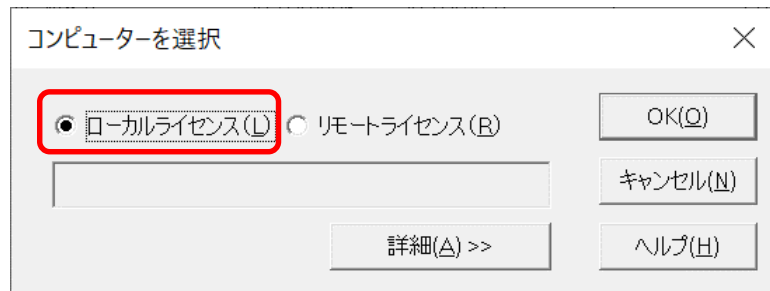 コンピューターを選択
ローカルライセンス(L) リモートライセンス(R)
OK(O)
キャンセル(N)
詳細(A) >>
ヘルプ(H)